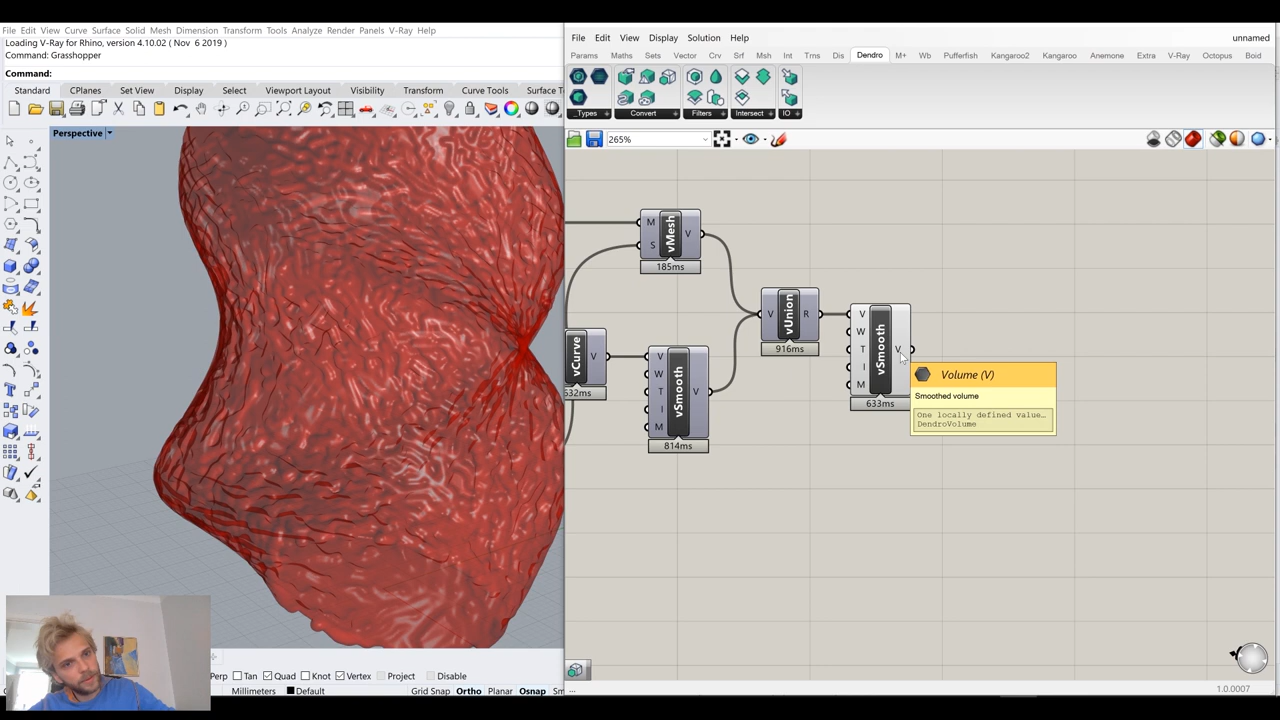 File Edit View Curve Surface Solid Mesh Dimension Transform Tools Analyze Render Panels V-Ray Help
Loading V-Ray for Rhino, version 4.10.02 ( Nov 6 2019 )
Command: Grasshopper
Command:
Standard CPlanes Set View Display Select Viewport Layout Visibility Transform Curve Tools Surface To
Perspective
File Edit View Display Solution Help
unnamed
Params Maths Sets Vector Crv Srf Msh Int Trns Dis Dendro M+ Wb Pufferfish Kangaroo2 Kangaroo Anemone Extra V-Ray Octopus Boid
_Types Convert Filters Intersect IO
265%
M
S
vMesh
V
185ms
vCurve
V
632ms
V
W
T
I
M
vSmooth
V
814ms
V
vUnion
R
916ms
V
W
T
I
M
vSmooth
V
633ms
Volume (V)
Smoothed volume
One locally defined value…
DendroVolume
Perp Tan Quad Knot Vertex Project Disable
Millimeters Default Grid Snap Ortho Planar Osnap Sm
...
1.0.0007